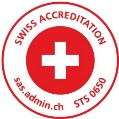 SWISS ACCREDITATION
sas.admin.ch
STS 0650